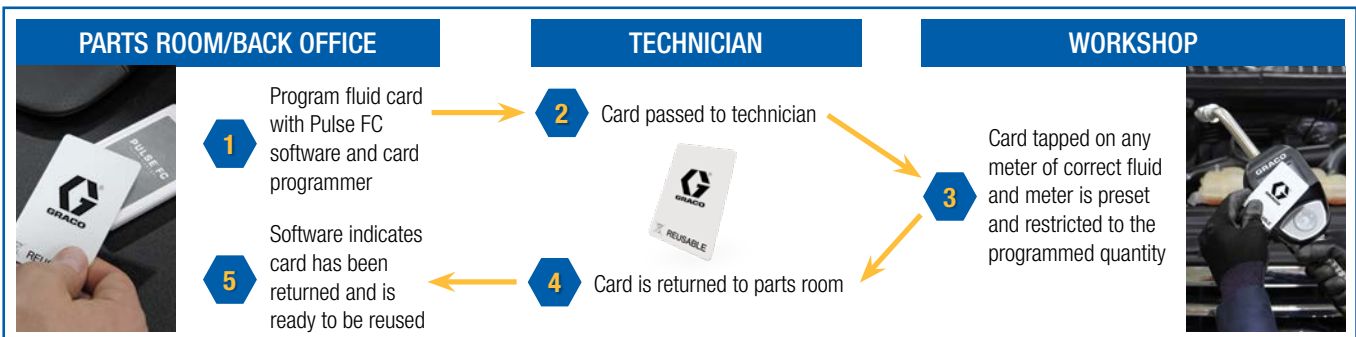 PARTS ROOM/BACK OFFICE
TECHNICIAN
WORKSHOP
1
Program fluid card
with Pulse FC
software and card
programmer
2
Card passed to technician
3
Card tapped on any
meter of correct fluid
and meter is preset
and restricted to the
programmed quantity
4
Card is returned to parts room
5
Software indicates
card has been
returned and is
ready to be reused
PULSE FC
GRACO
REU
GRACO
REUSABLE
GRACO